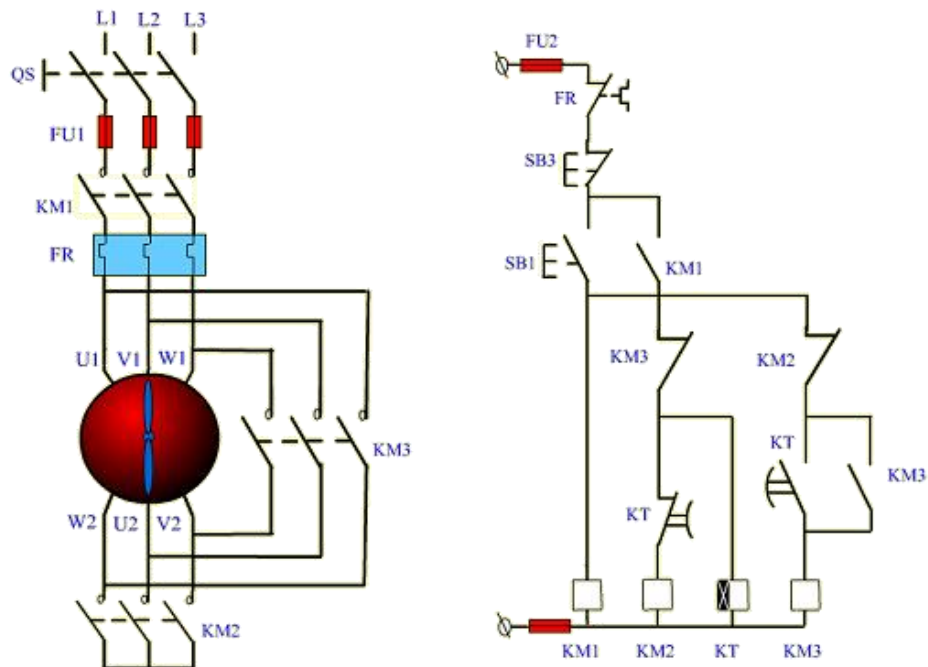 L1 L2 L3
QS
FU1
KM1
FR
U1 V1 W1
KM3
W2 U2 V2
KM2
FU2
FR
SB3
SB1
KM1
KM3
KM2
KT
KM3
KT
KM1 KM2 KT KM3